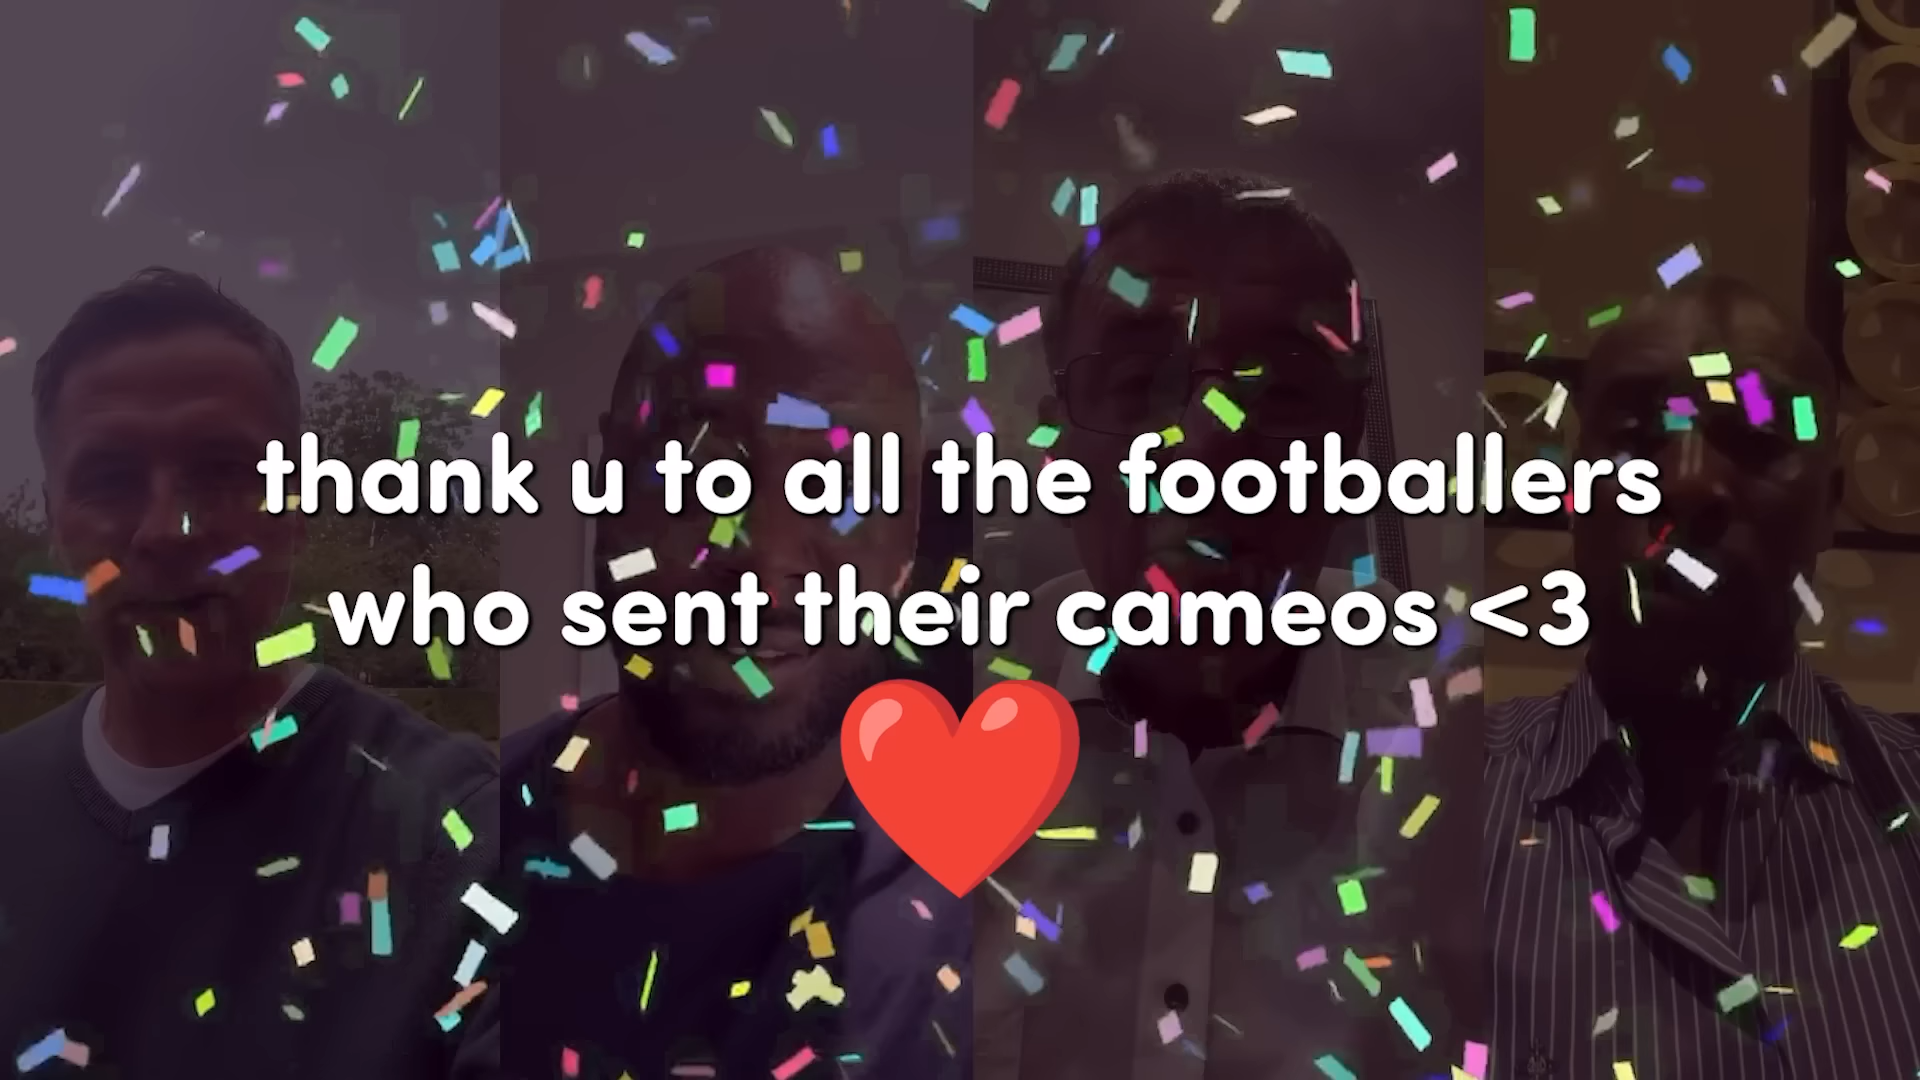 thank u to all the footballers
who sent their cameos <3